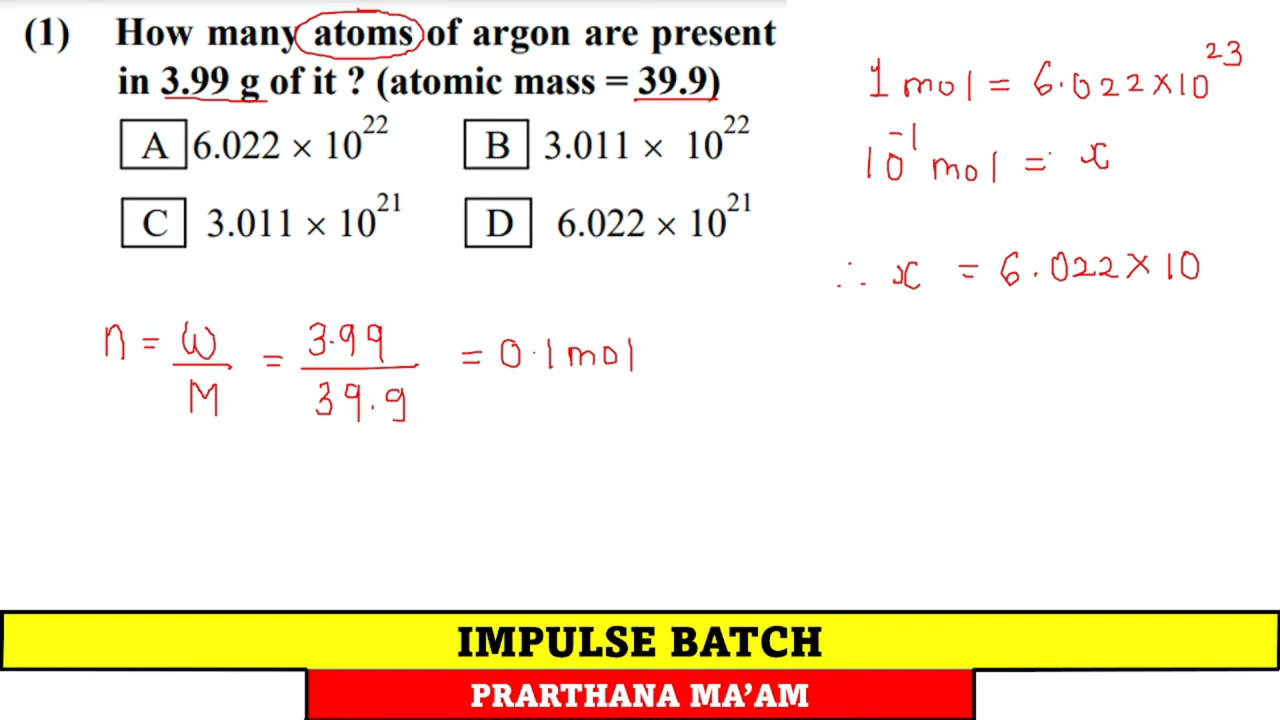 (1) How many atoms of argon are present
in 3.99 g of it ? (atomic mass = 39.9)
A 6.022 × 10^22 B 3.011 × 10^22
C 3.011 × 10^21 D 6.022 × 10^21
1 mol = 6.022 × 10^23
10^-1 mol = x
∴ x = 6.022 × 10
n = W/M = 3.99/39.9 = 0.1 mol
IMPULSE BATCH
PRARTHANA MA'AM